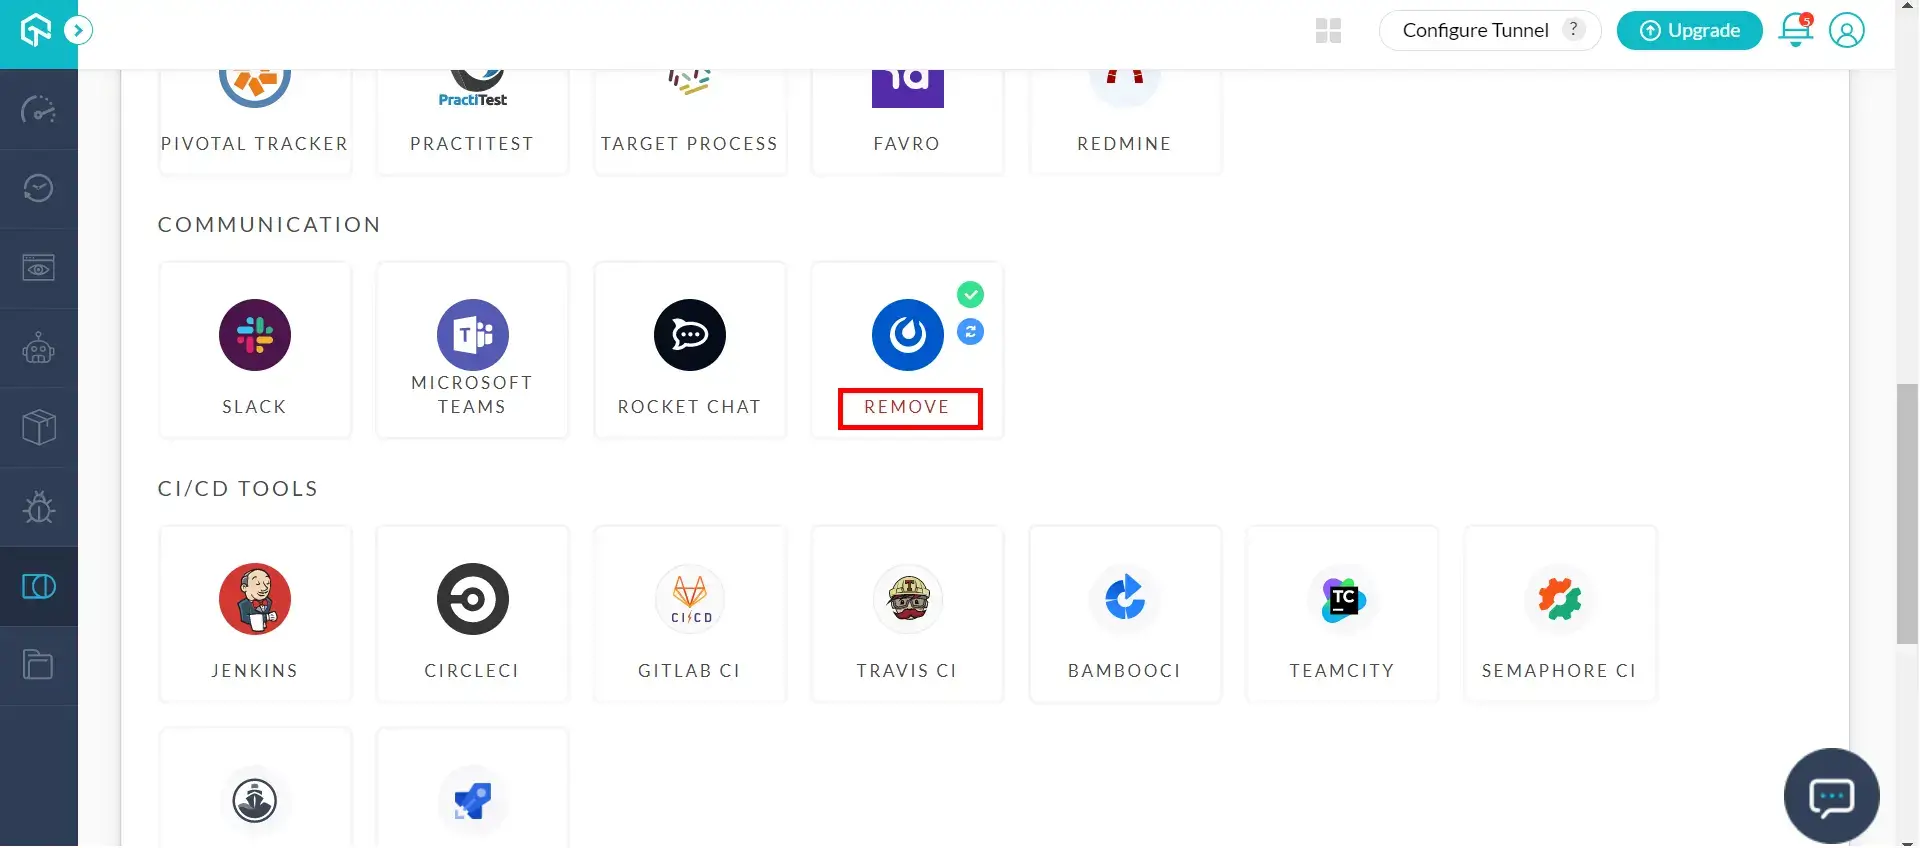 Configure Tunnel ?
Upgrade
5
PractiTest
PIVOTAL TRACKER
PRACTITEST
TARGET PROCESS
FAVRO
REDMINE
COMMUNICATION
T
SLACK
MICROSOFT
TEAMS
ROCKET CHAT
REMOVE
CI/CD TOOLS
CI/CD
T
TC
JENKINS
CIRCLECI
GITLAB CI
TRAVIS CI
BAMBOOCI
TEAMCITY
SEMAPHORE CI